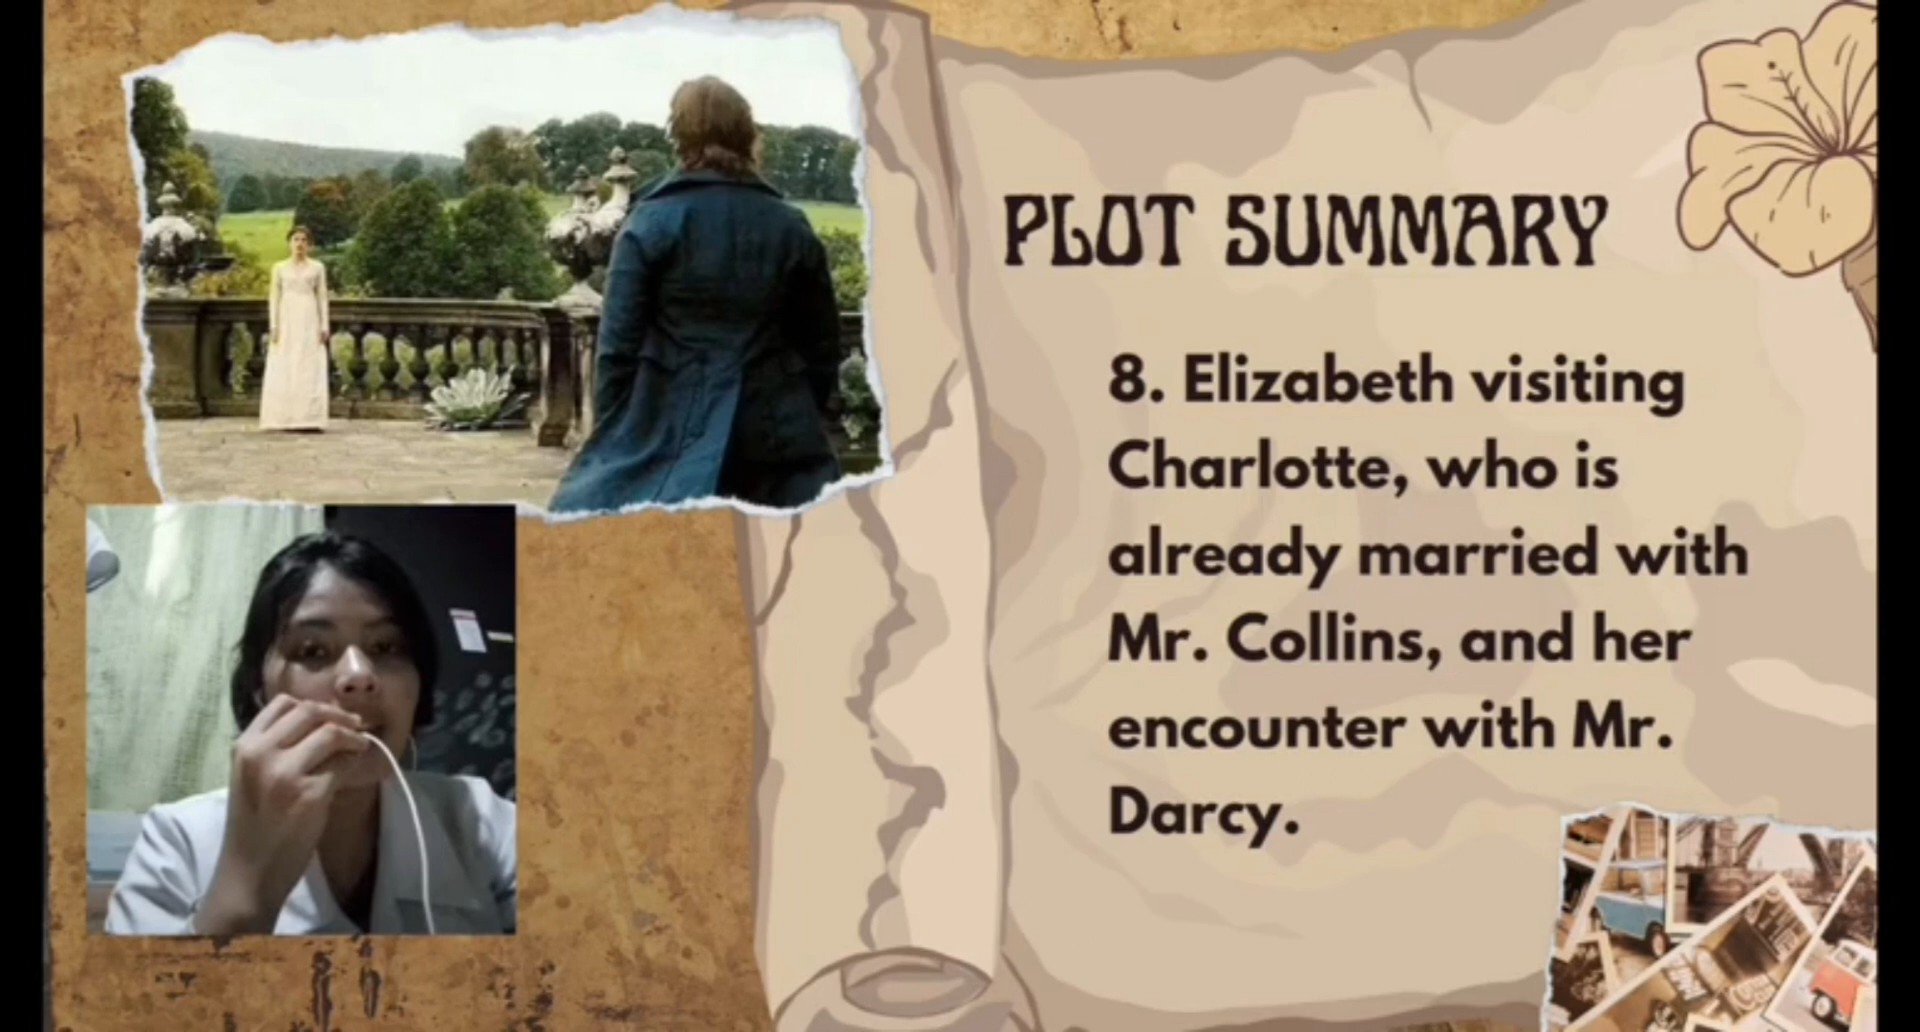 PLOT SUMMARY
8. Elizabeth visiting
Charlotte, who is
already married with
Mr. Collins, and her
encounter with Mr.
Darcy.